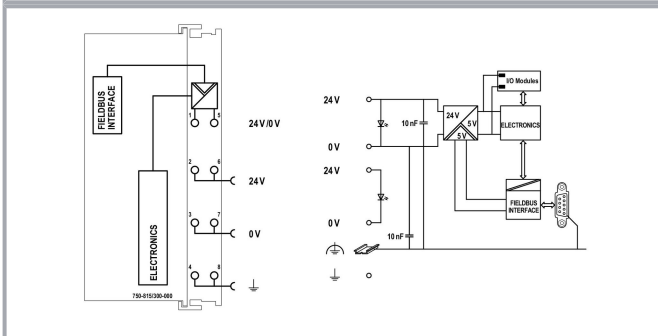 FIELDBUS
INTERFACE
ELECTRONICS
1
5
24 V /0 V
2
6
24 V
3
7
0 V
4
8
750-815/300-000
24 V
0 V
24 V
0 V
10 nF
10 nF
24 V
5 V
5 V
I/O Modules
ELECTRONICS
FIELDBUS
INTERFACE